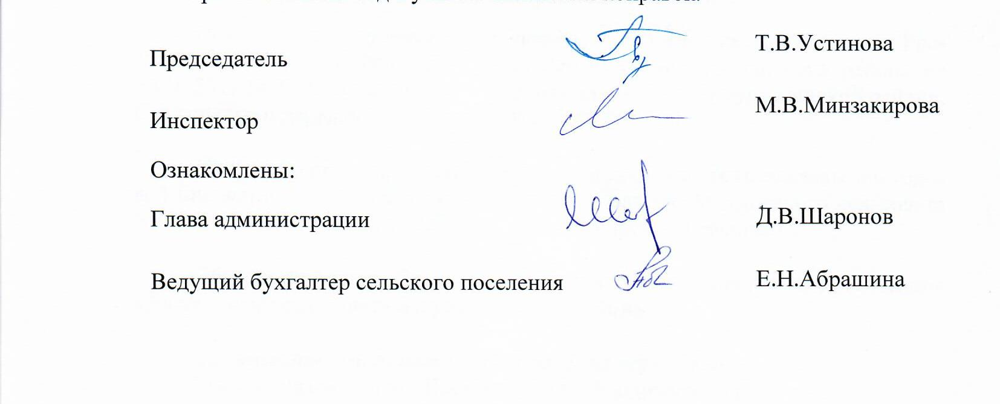 Председатель Т.В.Устинова
Инспектор М.В.Минзакирова
Ознакомлены:
Глава администрации Д.В.Шаронов
Ведущий бухгалтер сельского поселения Е.Н.Абрашина